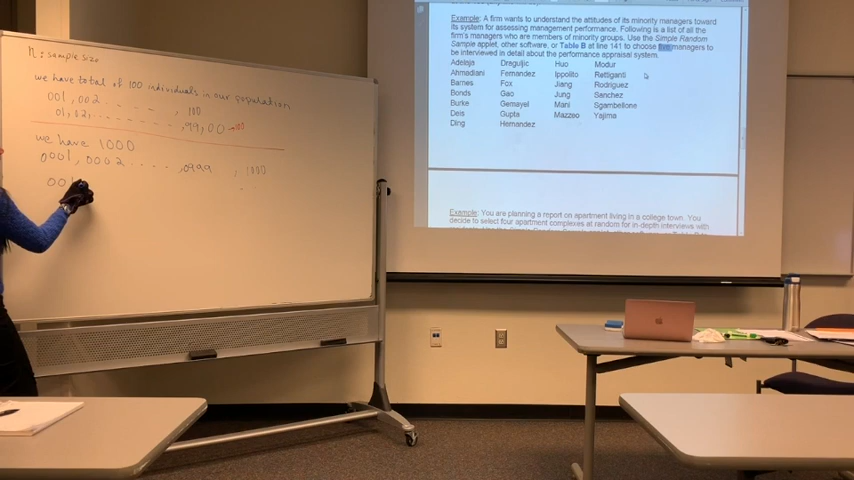 n: sample size
we have total of 100 individuals in our population
001, 002 - - - - - , 100
01, 02, - - - - - - , 99, 00 → 100
we have 1000
0001, 0002 - - - - , 0999 , 1000
001
Example: A firm wants to understand the attitudes of its minority managers toward
its system for assessing management performance. Following is a list of all the
firm's managers who are members of minority groups. Use the Simple Random
Sample applet, other software, or Table B at line 141 to choose five managers to
be interviewed in detail about the performance appraisal system.
Adelaja Draguljic Huo Modur
Ahmadiani Fernandez Ippolito Rettiganti
Barnes Fox Jiang Rodriguez
Bonds Gao Jung Sanchez
Burke Gemayel Mani Sgambellone
Deis Gupta Mazzeo Yajima
Ding Hernandez
Example: You are planning a report on apartment living in a college town. You
decide to select four apartment complexes at random for in-depth interviews with